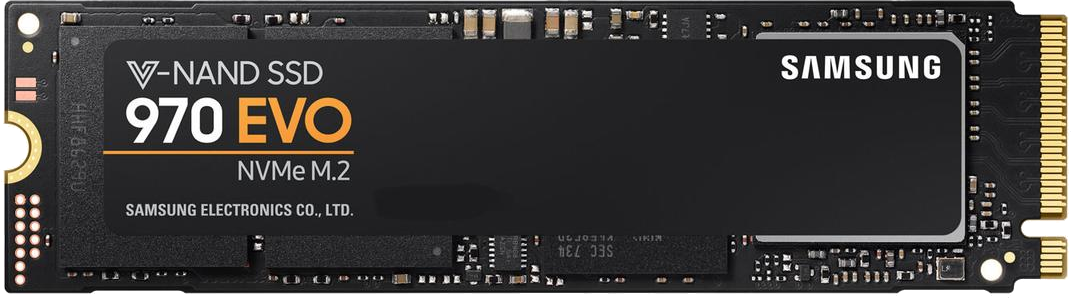 V-NAND SSD
970 EVO
NVMe M.2
SAMSUNG ELECTRONICS CO., LTD.
SAMSUNG
SEC 734